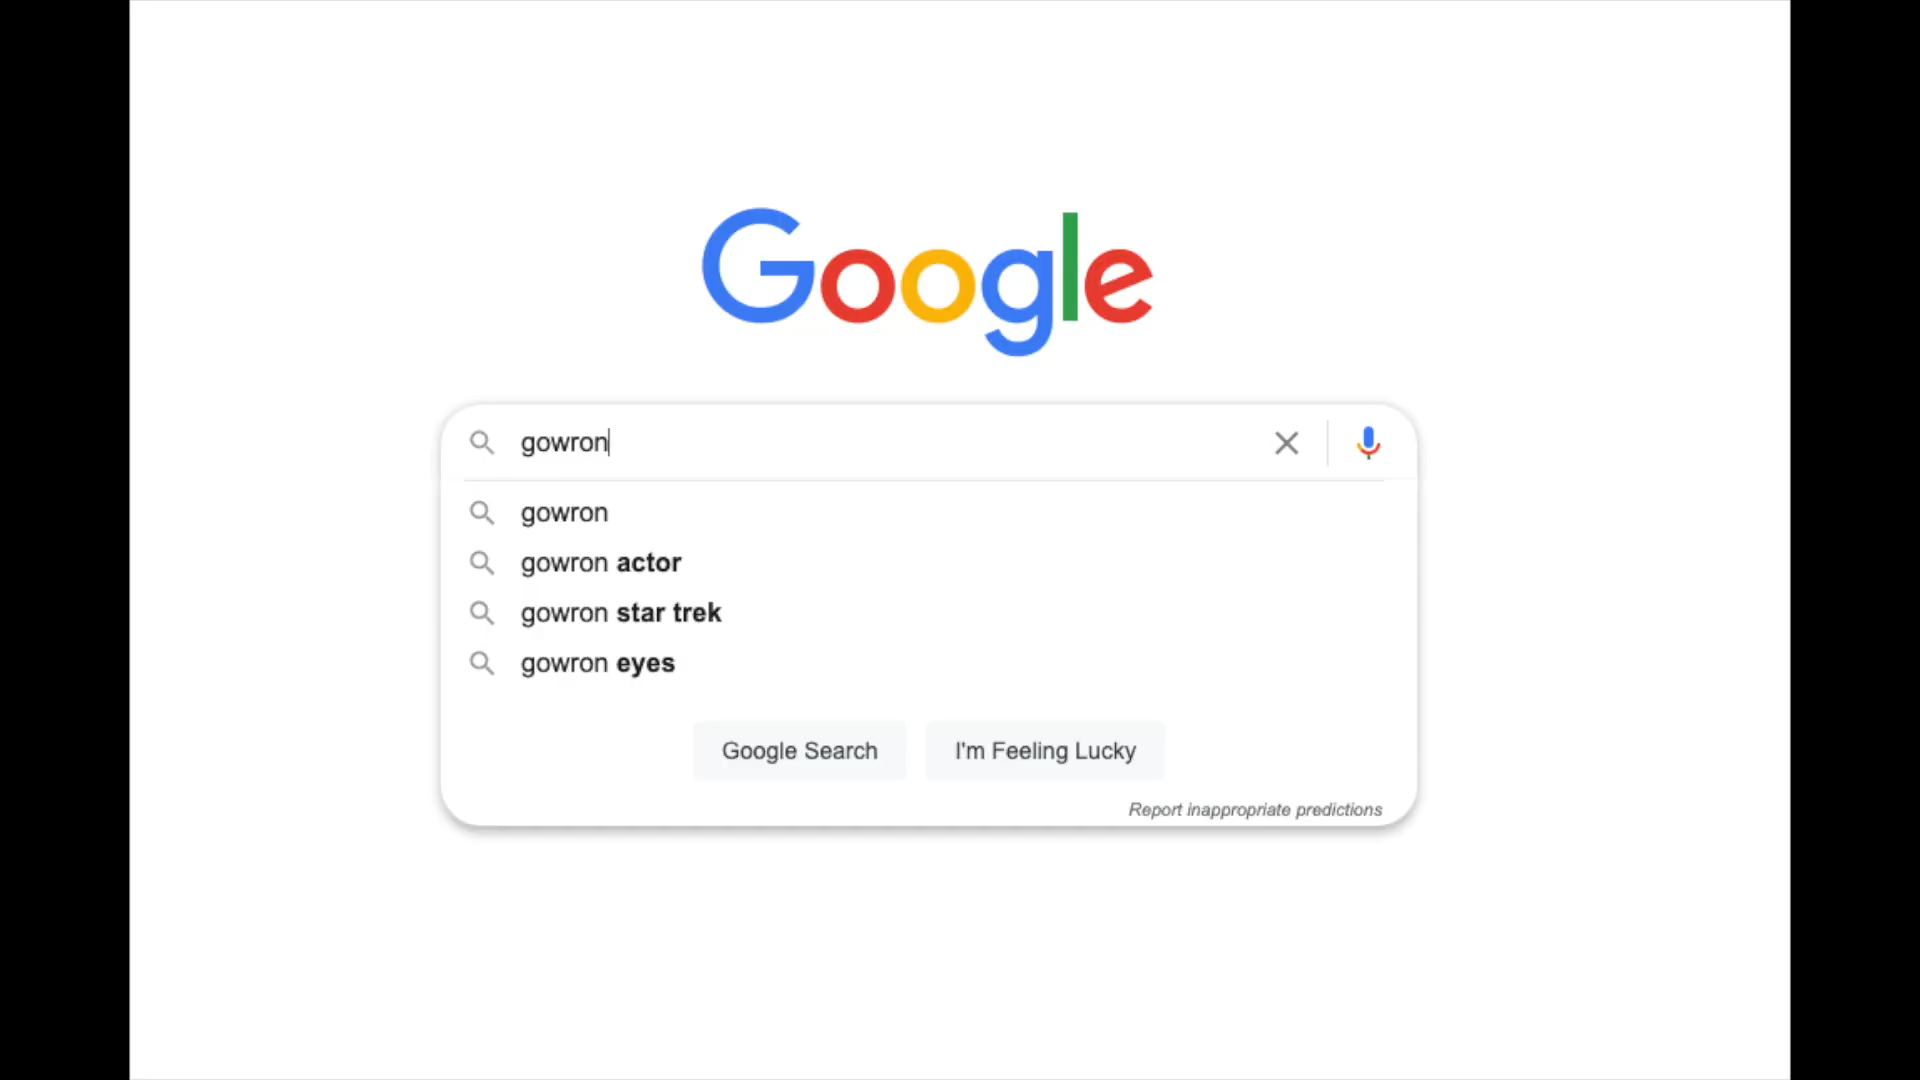 Google
gowron
gowron
gowron actor
gowron star trek
gowron eyes
Google Search
I'm Feeling Lucky
Report inappropriate predictions